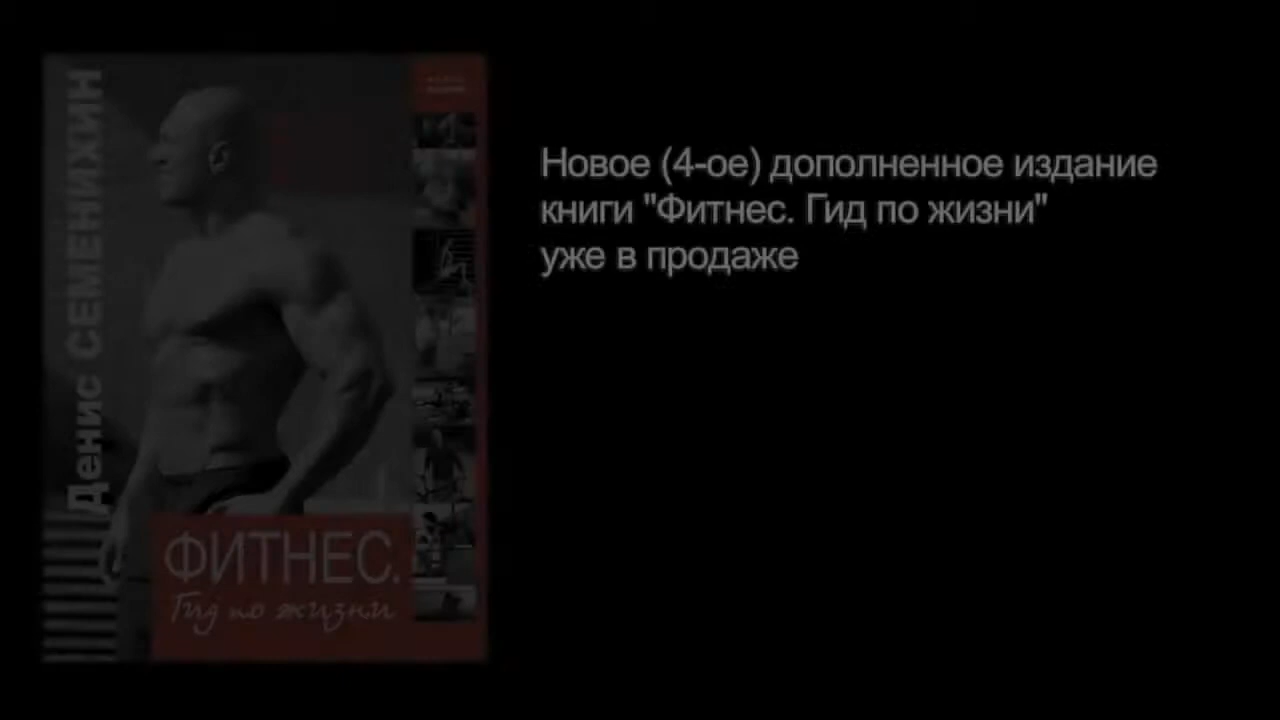 Денис СЕМЕНИХИН
ФИТНЕС.
Гид по жизни
Новое (4-ое) дополненное издание
книги "Фитнес. Гид по жизни"
уже в продаже